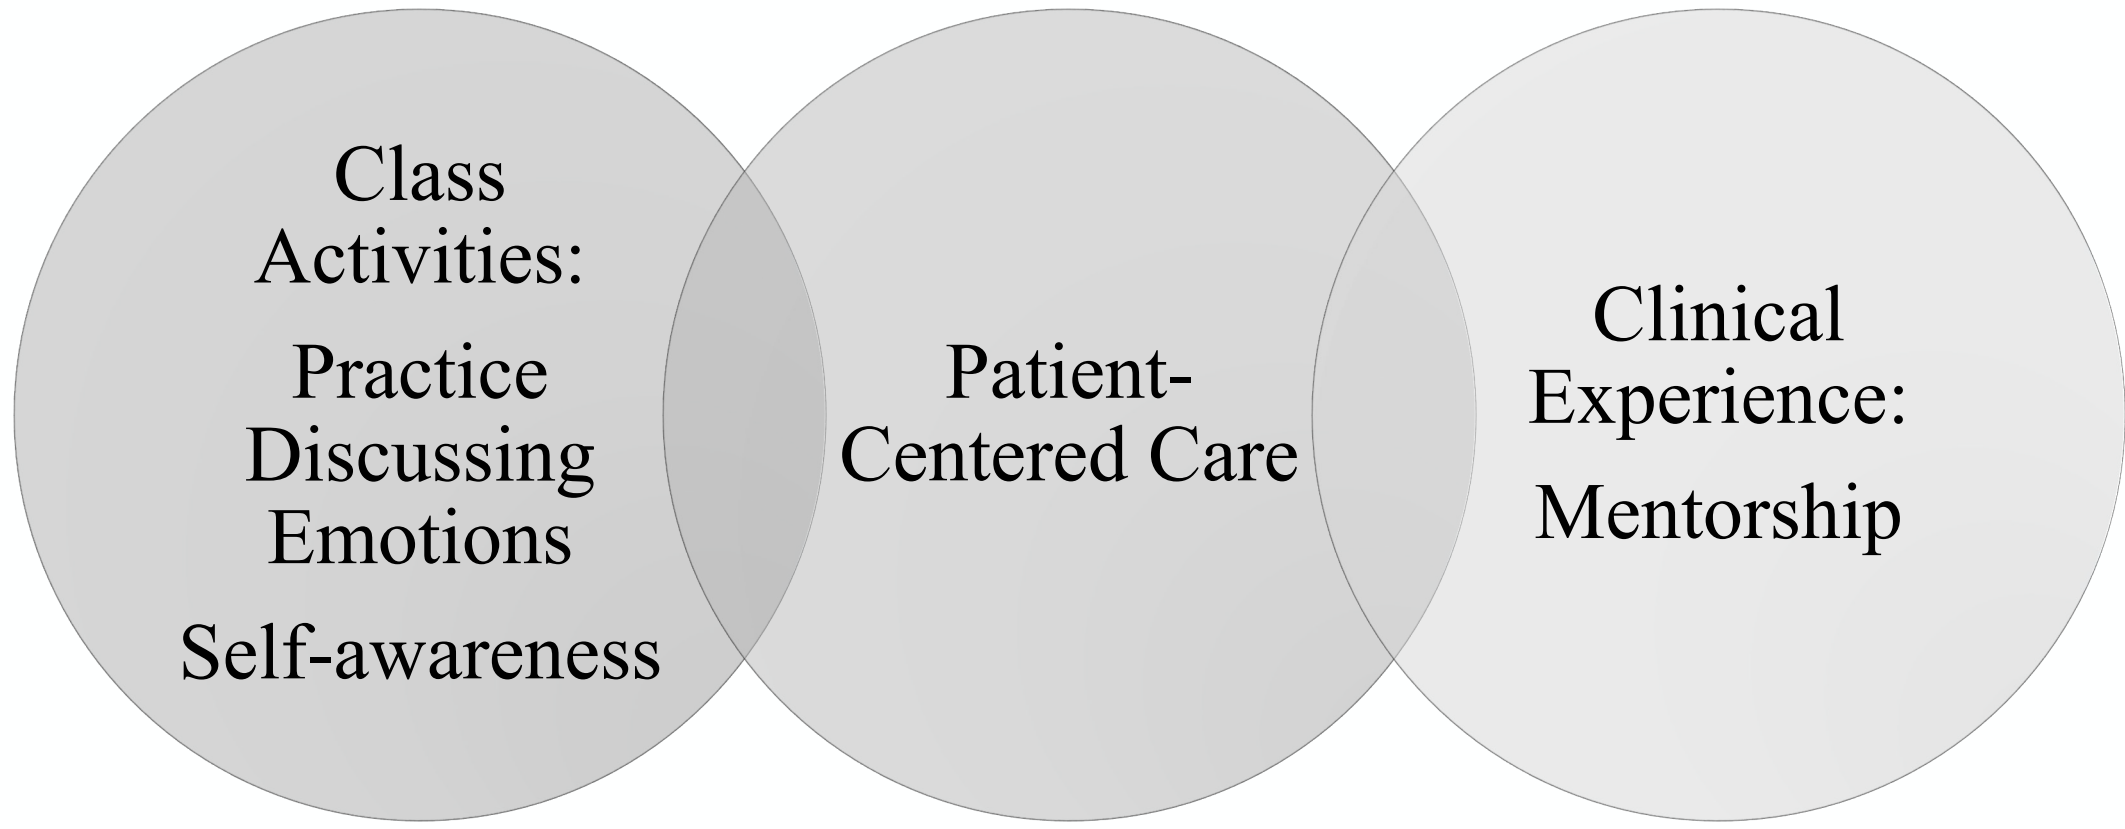 Class
Activities:
Practice
Discussing
Emotions
Self-awareness
Patient-
Centered Care
Clinical
Experience:
Mentorship